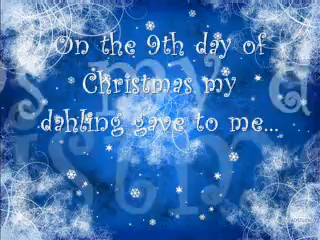 On the 9th day of
Christmas my
dahling gave to me...